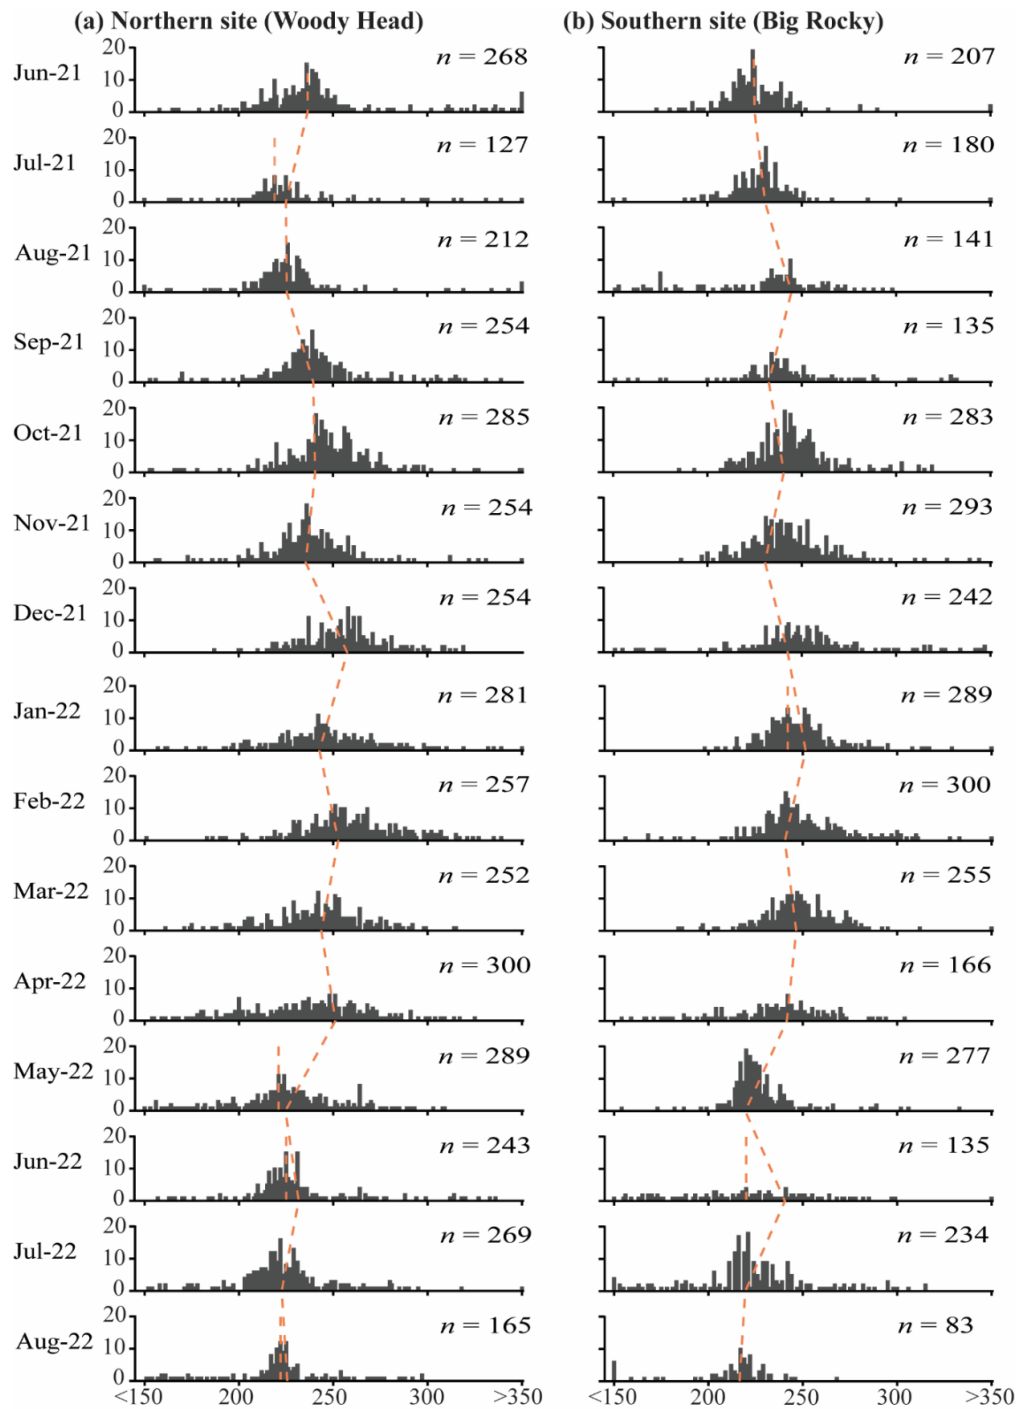 (a) Northern site (Woody Head) (b) Southern site (Big Rocky)
Jun-21 20 10 0 n = 268 n = 207
Jul-21 20 10 0 n = 127 n = 180
Aug-21 20 10 0 n = 212 n = 141
Sep-21 20 10 0 n = 254 n = 135
Oct-21 20 10 0 n = 285 n = 283
Nov-21 20 10 0 n = 254 n = 293
Dec-21 20 10 0 n = 254 n = 242
Jan-22 20 10 0 n = 281 n = 289
Feb-22 20 10 0 n = 257 n = 300
Mar-22 20 10 0 n = 252 n = 255
Apr-22 20 10 0 n = 300 n = 166
May-22 20 10 0 n = 289 n = 277
Jun-22 20 10 0 n = 243 n = 135
Jul-22 20 10 0 n = 269 n = 234
Aug-22 20 10 0 n = 165 n = 83
<150 200 250 300 >350 <150 200 250 300 >350